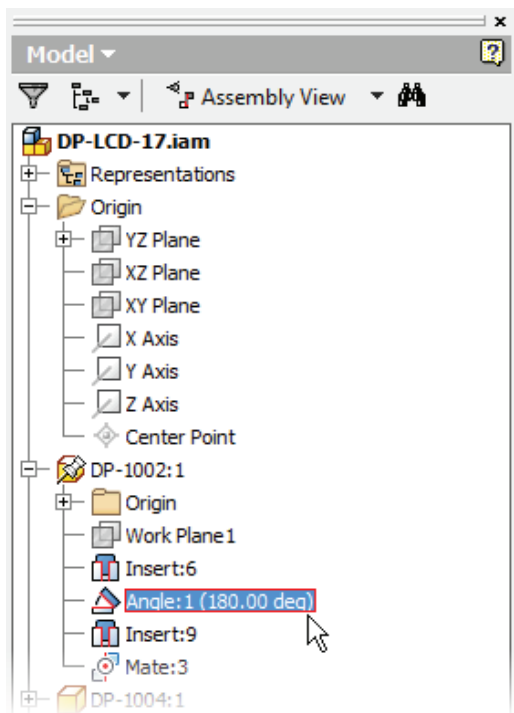 Model
Assembly View
DP-LCD-17.iam
Representations
Origin
YZ Plane
XZ Plane
XY Plane
X Axis
Y Axis
Z Axis
Center Point
DP-1002:1
Origin
Work Plane1
Insert:6
Angle:1 (180.00 deg)
Insert:9
Mate:3
DP-1004:1